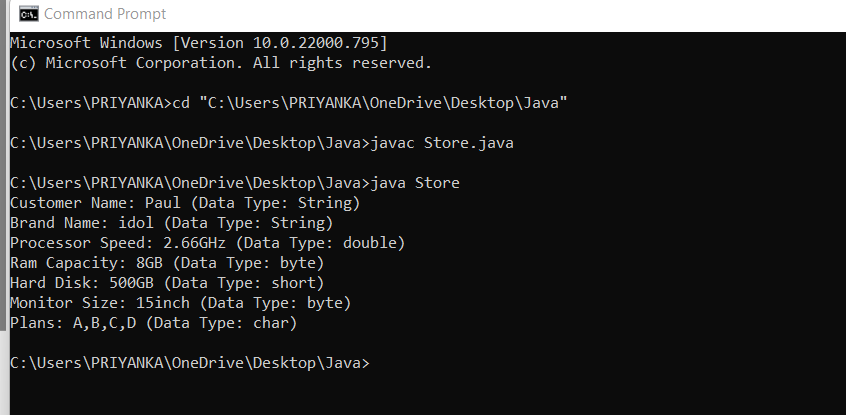 Command Prompt
Microsoft Windows [Version 10.0.22000.795]
(c) Microsoft Corporation. All rights reserved.
C:\Users\PRIYANKA>cd "C:\Users\PRIYANKA\OneDrive\Desktop\Java"
C:\Users\PRIYANKA\OneDrive\Desktop\Java>javac Store.java
C:\Users\PRIYANKA\OneDrive\Desktop\Java>java Store
Customer Name: Paul (Data Type: String)
Brand Name: idol (Data Type: String)
Processor Speed: 2.66GHz (Data Type: double)
Ram Capacity: 8GB (Data Type: byte)
Hard Disk: 500GB (Data Type: short)
Monitor Size: 15inch (Data Type: byte)
Plans: A,B,C,D (Data Type: char)
C:\Users\PRIYANKA\OneDrive\Desktop\Java>